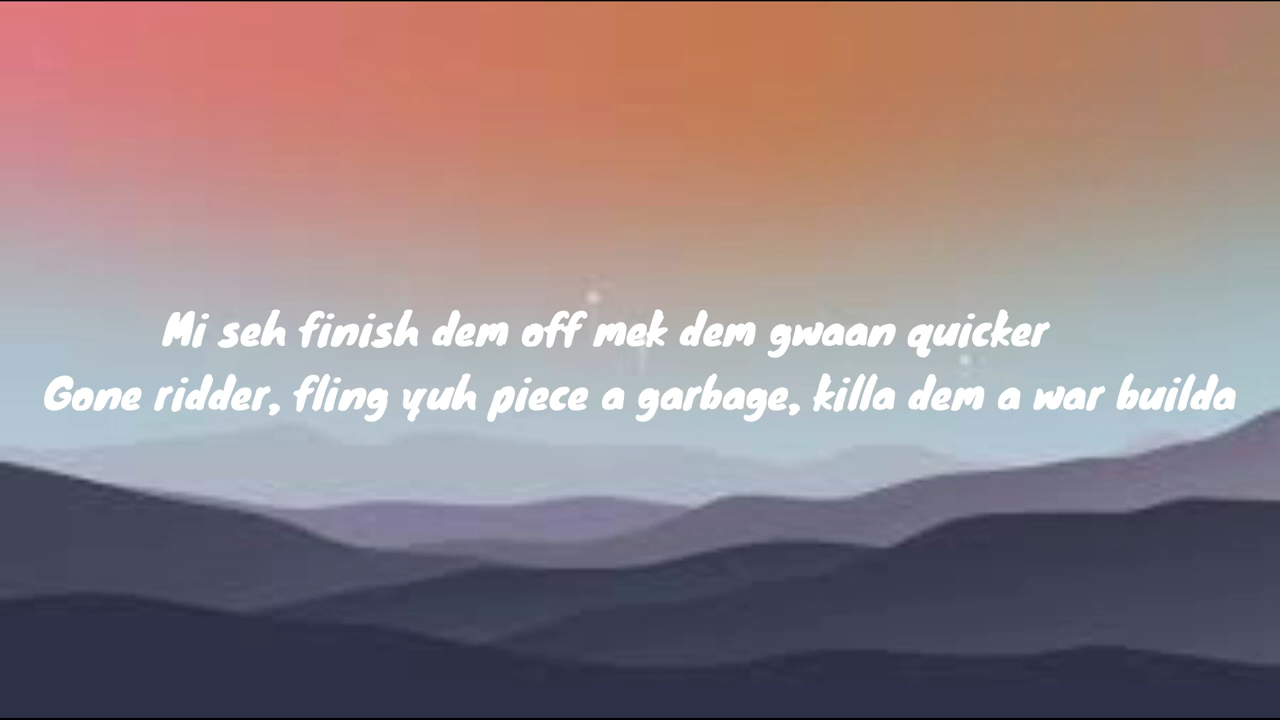 Mi seh finish dem off mek dem gwaan quicker
Gone ridder, fling yuh piece a garbage, killa dem a war builda